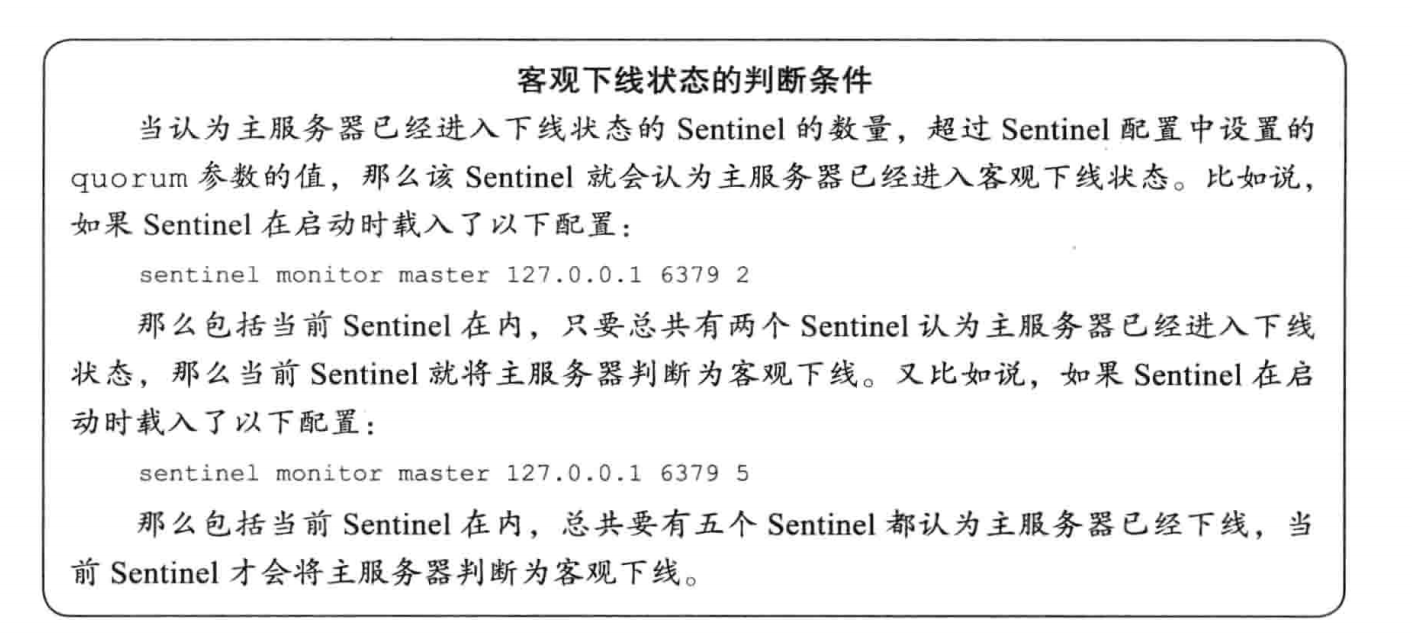 客观下线状态的判断条件
当认为主服务器已经进入下线状态的 Sentinel 的数量，超过 Sentinel 配置中设置的
quorum 参数的值，那么该 Sentinel 就会认为主服务器已经进入客观下线状态。比如说，
如果 Sentinel 在启动时载入了以下配置：
sentinel monitor master 127.0.0.1 6379 2
那么包括当前 Sentinel 在内，只要总共有两个 Sentinel 认为主服务器已经进入下线
状态，那么当前 Sentinel 就将主服务器判断为客观下线。又比如说，如果 Sentinel 在启
动时载入了以下配置：
sentinel monitor master 127.0.0.1 6379 5
那么包括当前 Sentinel 在内，总共要有五个 Sentinel 都认为主服务器已经下线，当
前 Sentinel 才会将主服务器判断为客观下线。